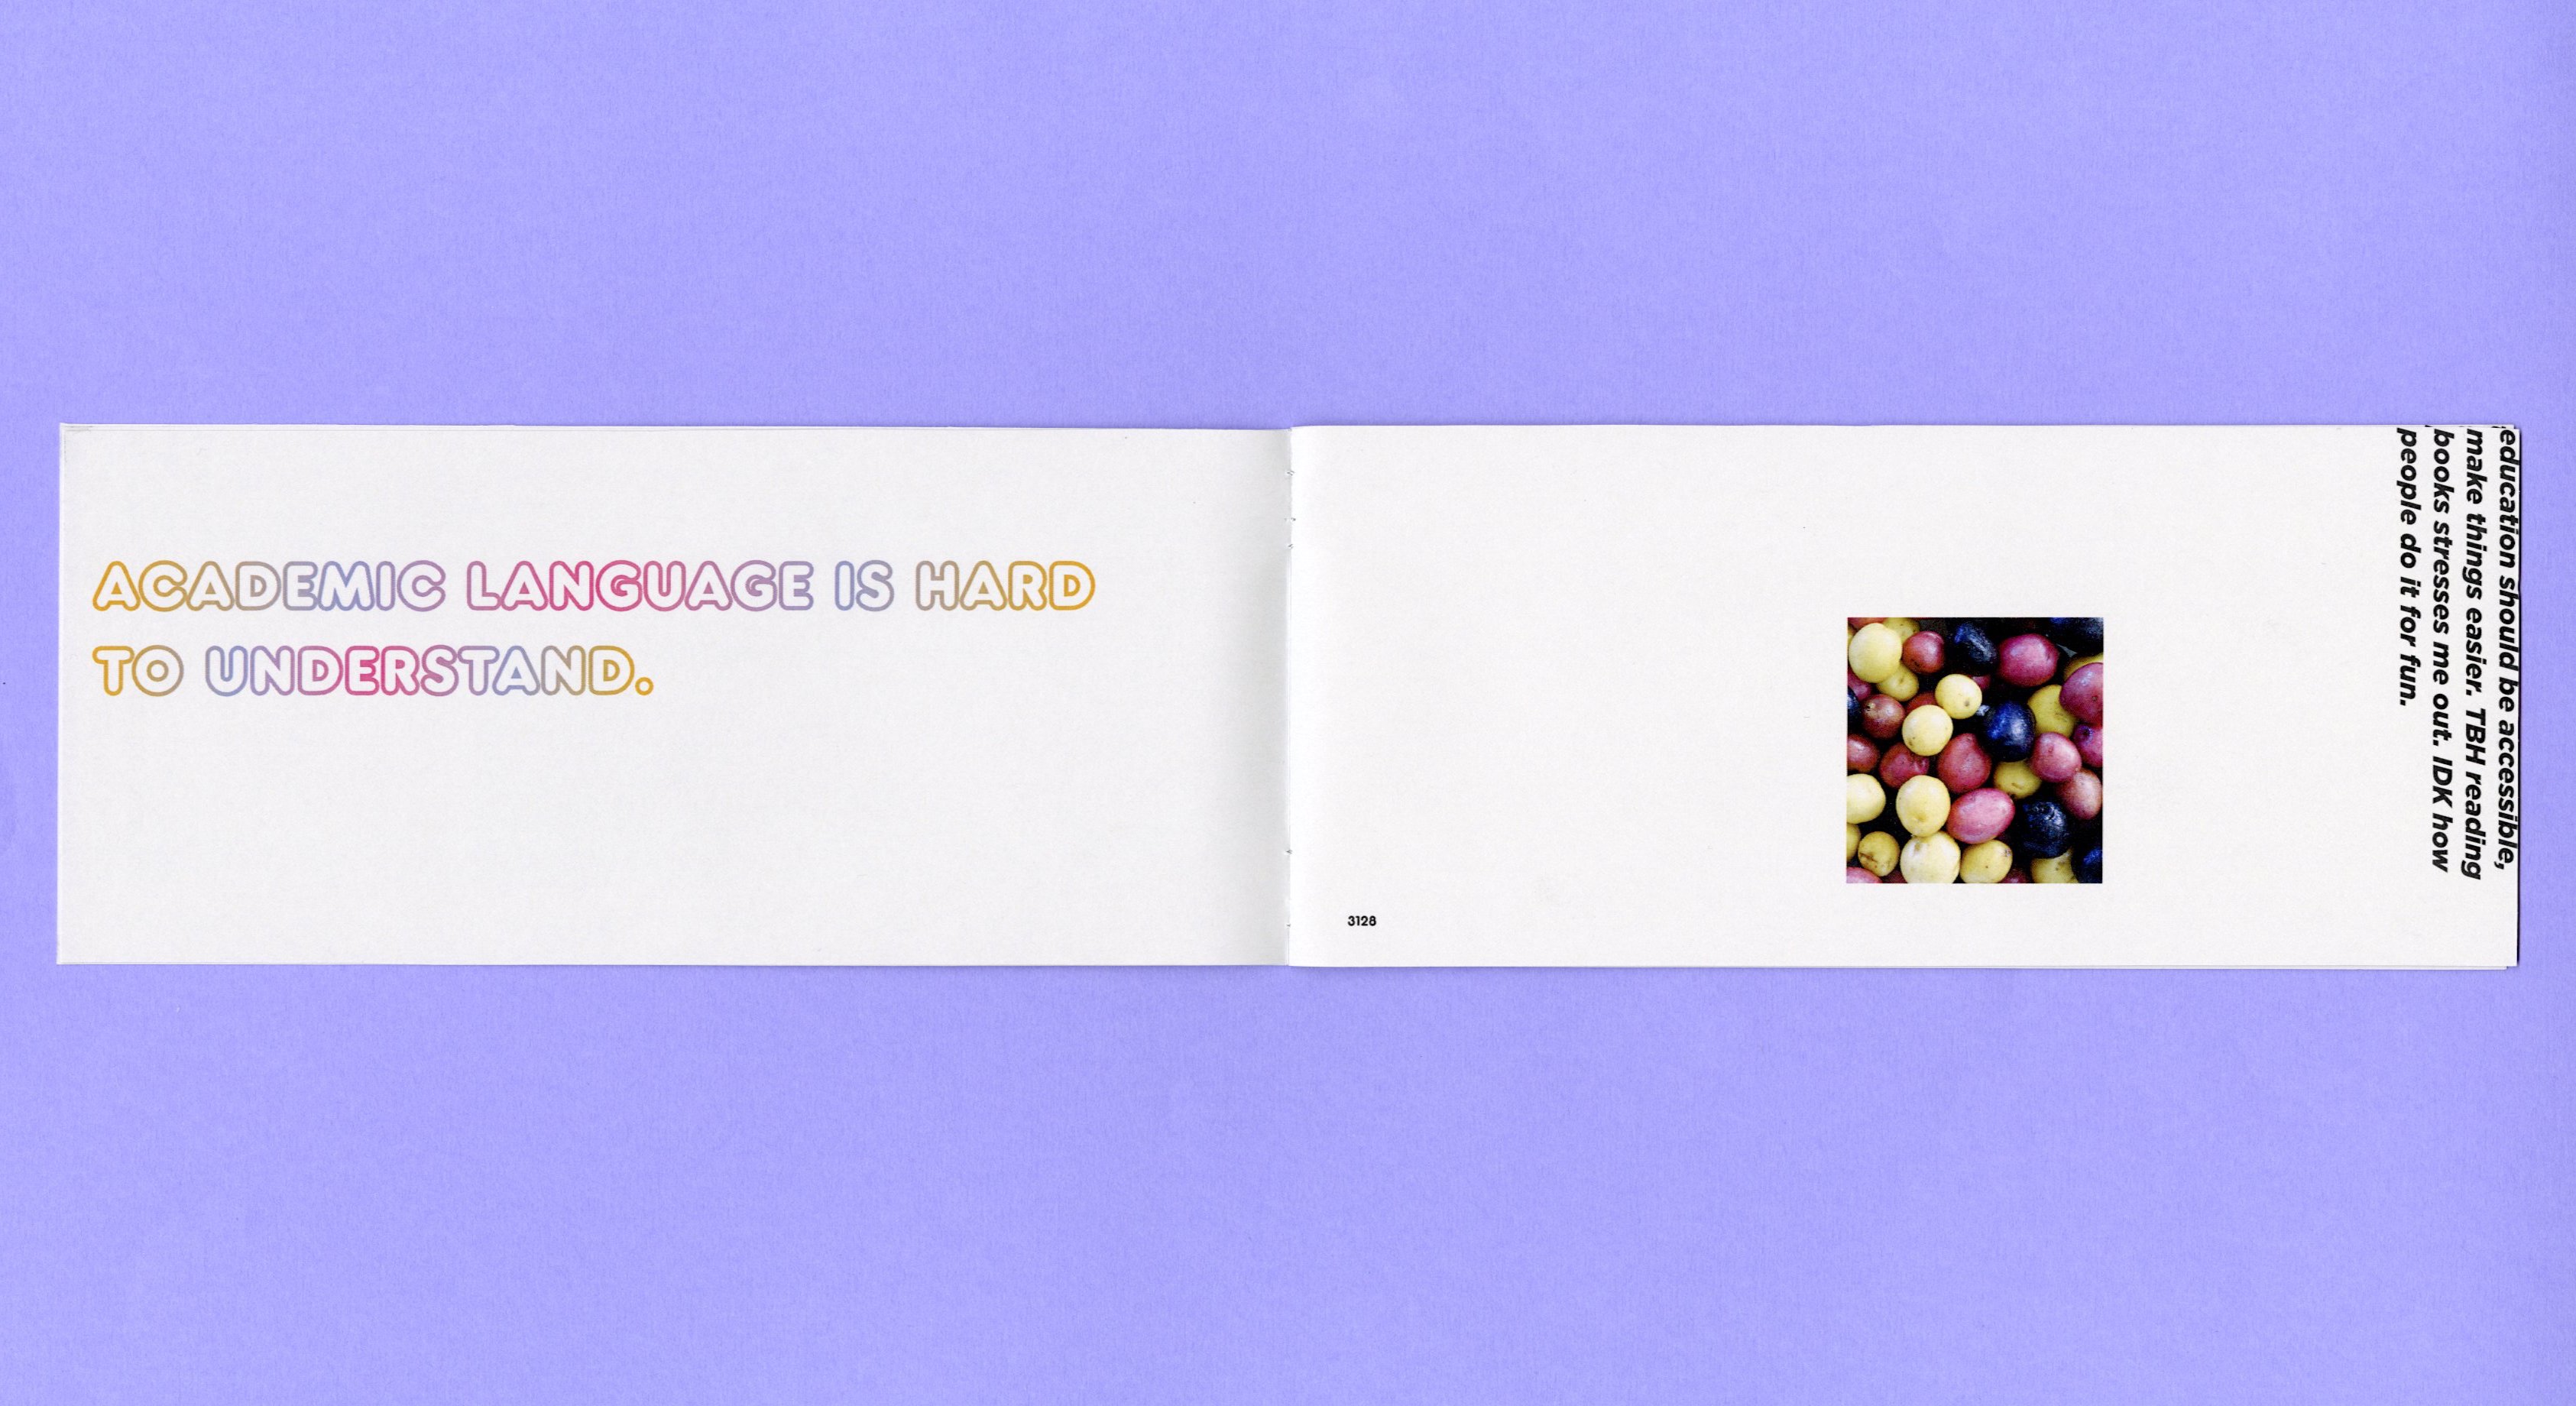 ACADEMIC LANGUAGE IS HARD
TO UNDERSTAND.
education should be accessible,
make things easier. TBH reading
books stresses me out. IDK how
people do it for fun.
3128